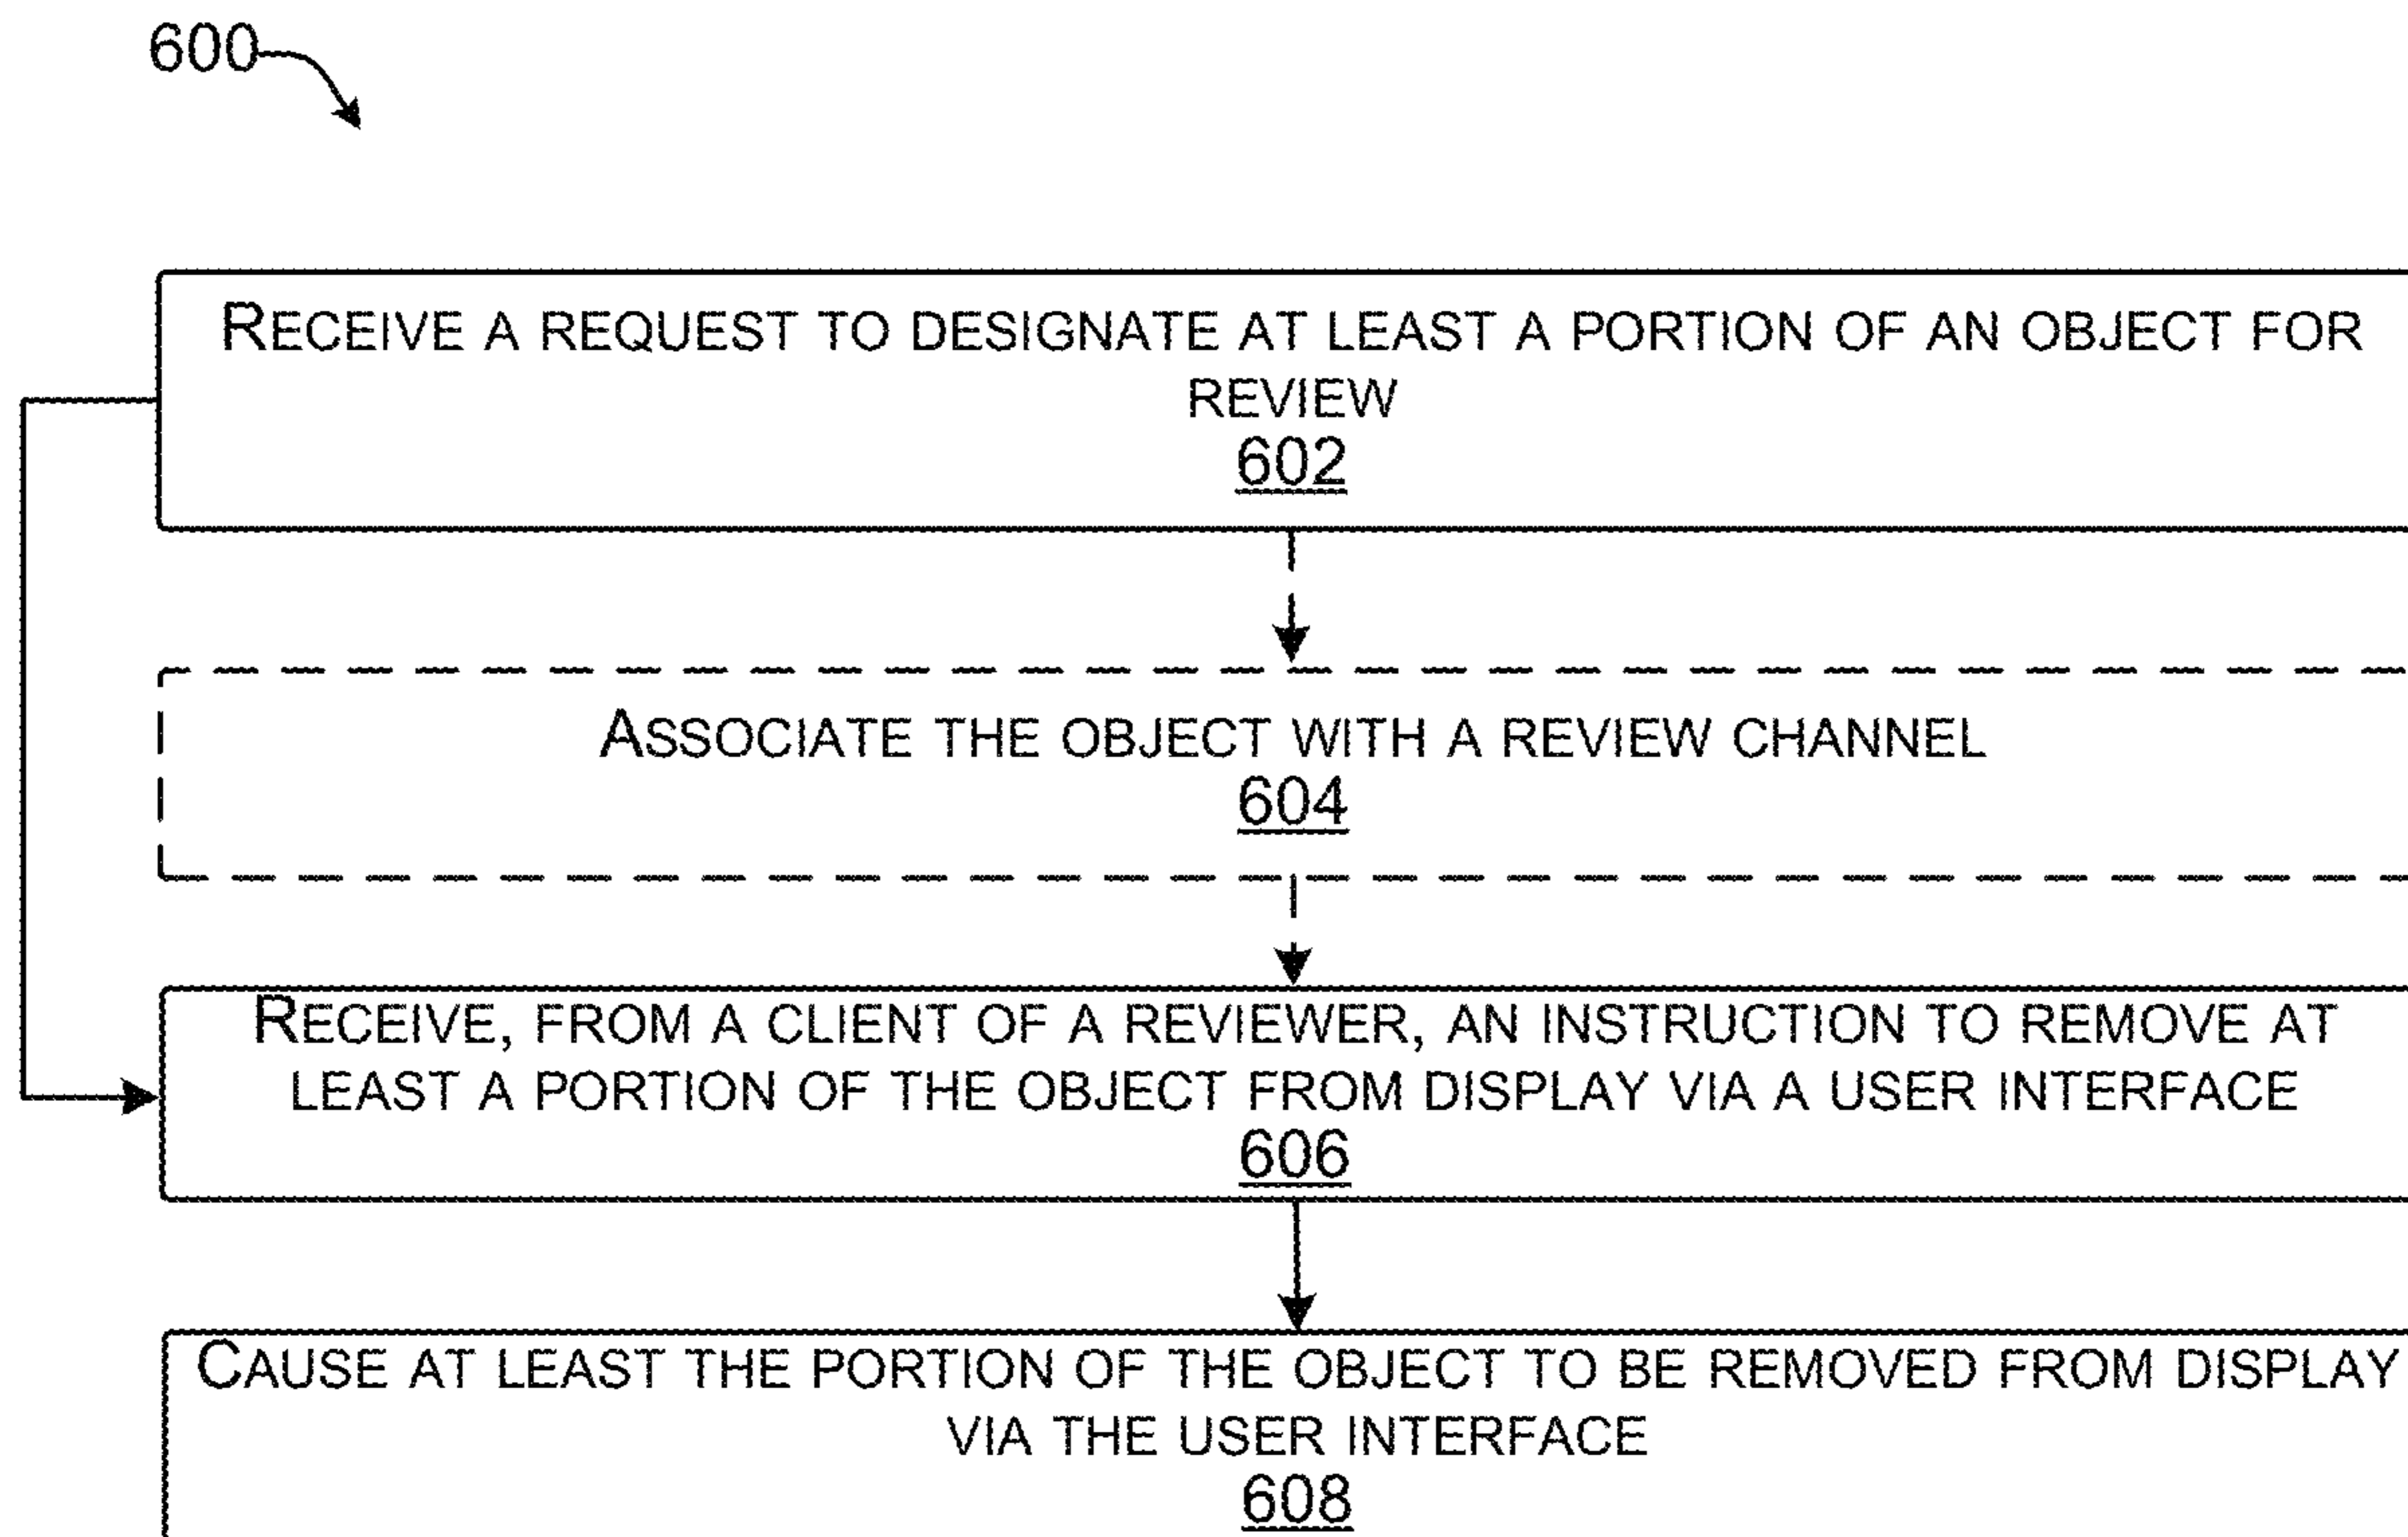 600
RECEIVE A REQUEST TO DESIGNATE AT LEAST A PORTION OF AN OBJECT FOR
REVIEW
602
ASSOCIATE THE OBJECT WITH A REVIEW CHANNEL
604
RECEIVE, FROM A CLIENT OF A REVIEWER, AN INSTRUCTION TO REMOVE AT
LEAST A PORTION OF THE OBJECT FROM DISPLAY VIA A USER INTERFACE
606
CAUSE AT LEAST THE PORTION OF THE OBJECT TO BE REMOVED FROM DISPLAY
VIA THE USER INTERFACE
608